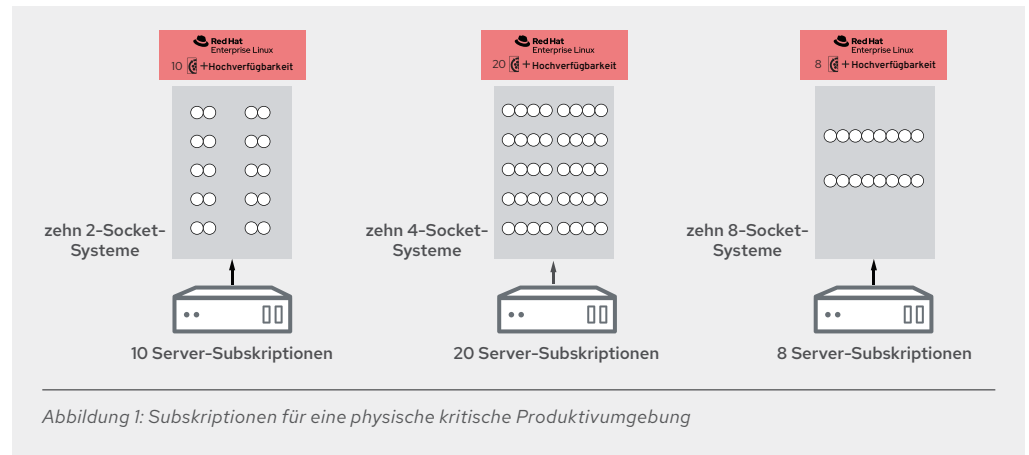 Red Hat
Enterprise Linux
10 +Hochverfügbarkeit
Red Hat
Enterprise Linux
20 +Hochverfügbarkeit
Red Hat
Enterprise Linux
8 +Hochverfügbarkeit
zehn 2-Socket-
Systeme
zehn 4-Socket-
Systeme
zehn 8-Socket-
Systeme
10 Server-Subskriptionen
20 Server-Subskriptionen
8 Server-Subskriptionen
Abbildung 1: Subskriptionen für eine physische kritische Produktivumgebung